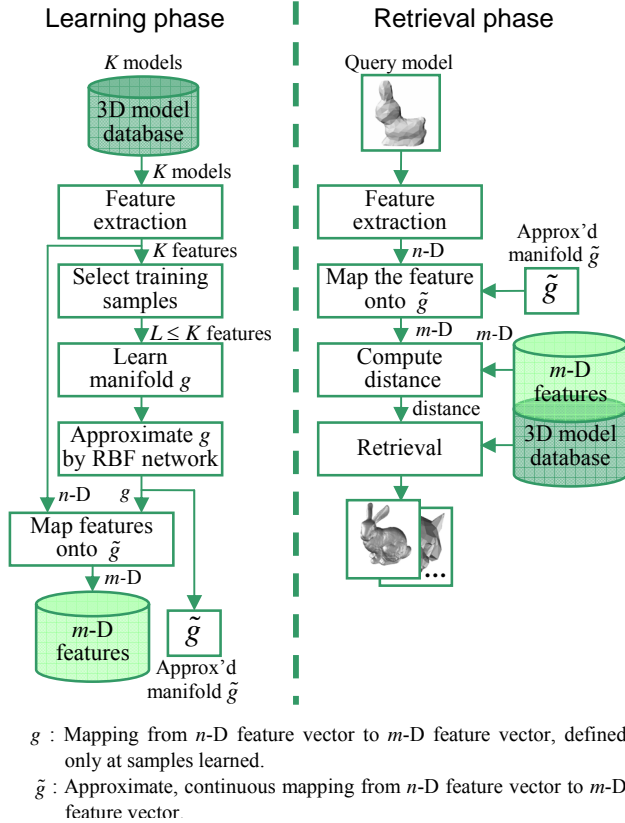 Learning phase
K models
3D model
database
K models
Feature
extraction
K features
Select training
samples
L ≤ K features
Learn
manifold g
Approximate g
by RBF network
n-D
g
Map features
onto g̃
m-D
m-D
features
g̃
Approx'd
manifold g̃
Retrieval phase
Query model
Feature
extraction
n-D
Approx'd
manifold g̃
Map the feature
onto g̃
g̃
m-D
m-D
Compute
distance
m-D
features
distance
Retrieval
3D model
database
...
g : Mapping from n-D feature vector to m-D feature vector, defined
only at samples learned.
g̃ : Approximate, continuous mapping from n-D feature vector to m-D
feature vector.